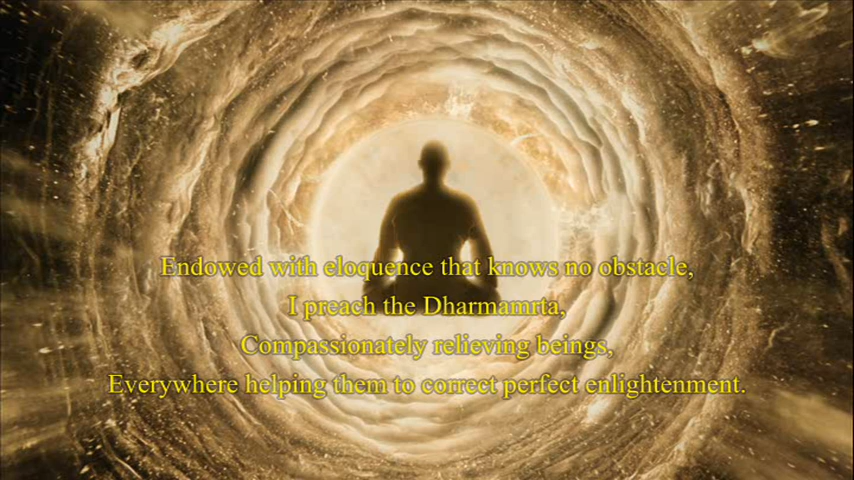 Endowed with eloquence that knows no obstacle,
I preach the Dharmamrta,
Compassionately relieving beings,
Everywhere helping them to correct perfect enlightenment.